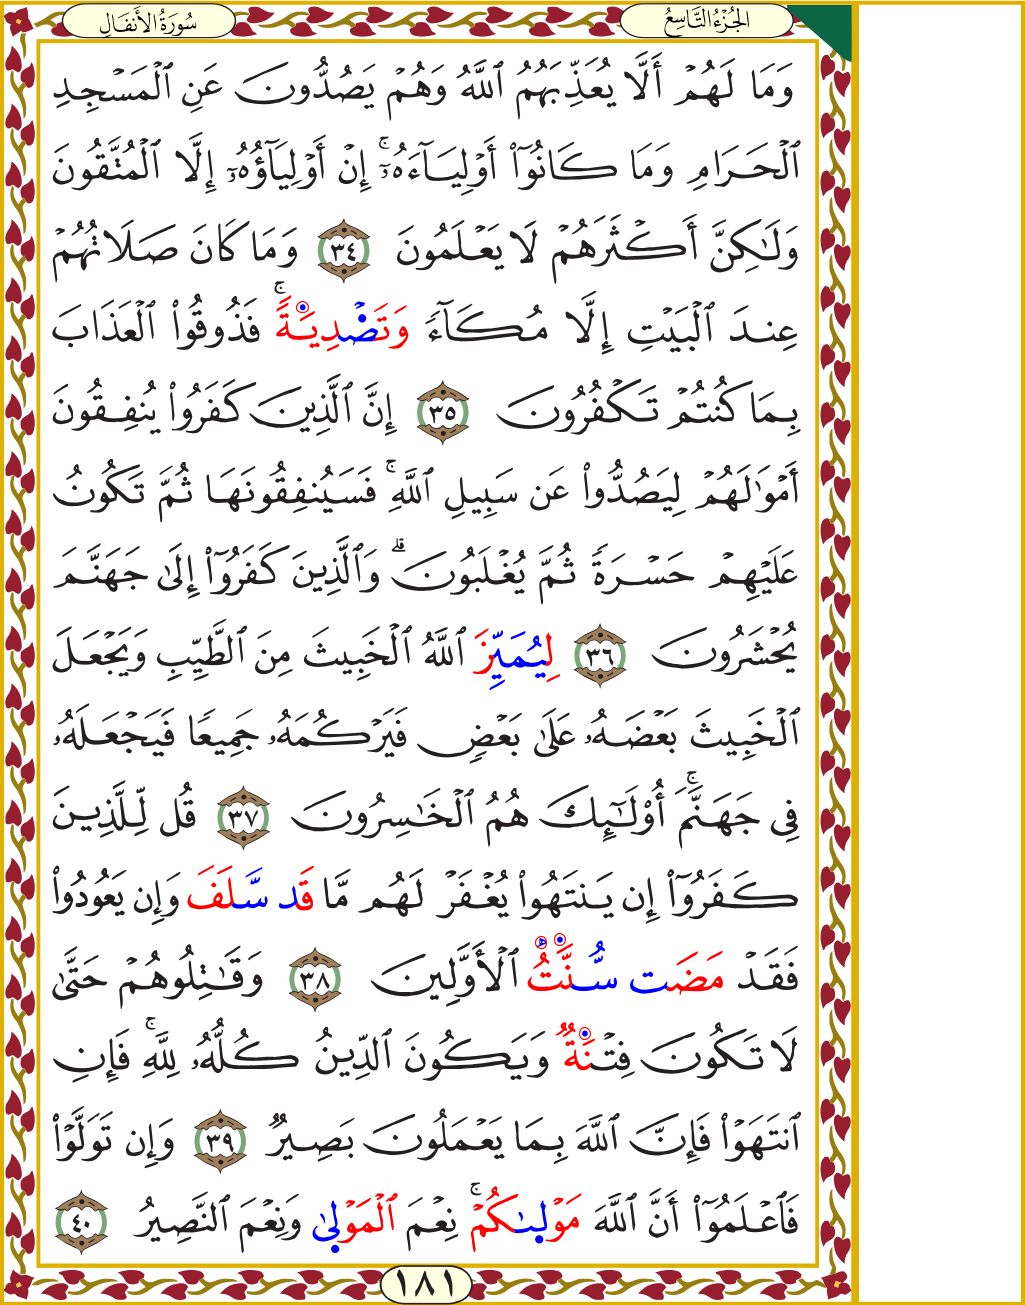 الجُزْءُ التَّاسِعُ
سُورَةُ الأَنفَالِ
وَمَا لَهُمْ أَلَّا يُعَذِّبَهُمُ ٱللَّهُ وَهُمْ يَصُدُّونَ عَنِ ٱلْمَسْجِدِ
ٱلْحَرَامِ وَمَا كَانُوٓا۟ أَوْلِيَآءَهُۥٓ ۚ إِنْ أَوْلِيَآؤُهُۥٓ إِلَّا ٱلْمُتَّقُونَ
وَلَـٰكِنَّ أَكْثَرَهُمْ لَا يَعْلَمُونَ ٣٤ وَمَا كَانَ صَلَاتُهُمْ
عِندَ ٱلْبَيْتِ إِلَّا مُكَآءً وَتَصْدِيَةً ۚ فَذُوقُوا۟ ٱلْعَذَابَ
بِمَا كُنتُمْ تَكْفُرُونَ ٣٥ إِنَّ ٱلَّذِينَ كَفَرُوا۟ يُنفِقُونَ
أَمْوَٰلَهُمْ لِيَصُدُّوا۟ عَن سَبِيلِ ٱللَّهِ ۚ فَسَيُنفِقُونَهَا ثُمَّ تَكُونُ
عَلَيْهِمْ حَسْرَةً ثُمَّ يُغْلَبُونَ ۗ وَٱلَّذِينَ كَفَرُوٓا۟ إِلَىٰ جَهَنَّمَ
يُحْشَرُونَ ٣٦ لِيُمَيِّزَ ٱللَّهُ ٱلْخَبِيثَ مِنَ ٱلطَّيِّبِ وَيَجْعَلَ
ٱلْخَبِيثَ بَعْضَهُۥ عَلَىٰ بَعْضٍ فَيَرْكُمَهُۥ جَمِيعًا فَيَجْعَلَهُۥ
فِى جَهَنَّمَ ۚ أُو۟لَـٰٓئِكَ هُمُ ٱلْخَـٰسِرُونَ ٣٧ قُل لِّلَّذِينَ
كَفَرُوٓا۟ إِن يَنتَهُوا۟ يُغْفَرْ لَهُم مَّا قَد سَّلَفَ وَإِن يَعُودُوا۟
فَقَدْ مَضَت سُّنَّتُ ٱلْأَوَّلِينَ ٣٨ وَقَـٰتِلُوهُمْ حَتَّىٰ
لَا تَكُونَ فِتْنَةٌ وَيَكُونَ ٱلدِّينُ كُلُّهُۥ لِلَّهِ ۚ فَإِنِ
ٱنتَهَوْا۟ فَإِنَّ ٱللَّهَ بِمَا يَعْمَلُونَ بَصِيرٌ ٣٩ وَإِن تَوَلَّوْا۟
فَٱعْلَمُوٓا۟ أَنَّ ٱللَّهَ مَوْلَىٰكُمْ ۚ نِعْمَ ٱلْمَوْلَىٰ وَنِعْمَ ٱلنَّصِيرُ ٤٠
١٨١